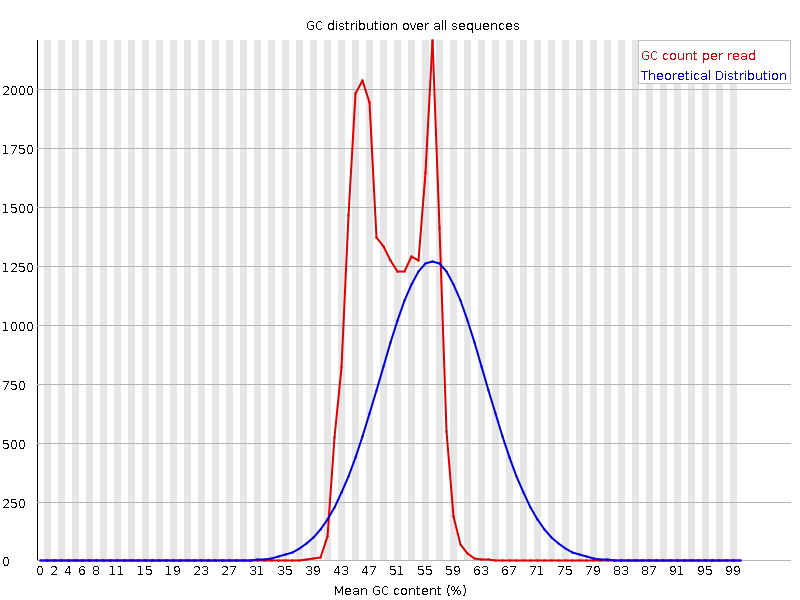 GC distribution over all sequences
GC count per read
Theoretical Distribution
2000
1750
1500
1250
1000
750
500
250
0
0 2 4 6 8 11 15 19 23 27 31 35 39 43 47 51 55 59 63 67 71 75 79 83 87 91 95 99
Mean GC content (%)